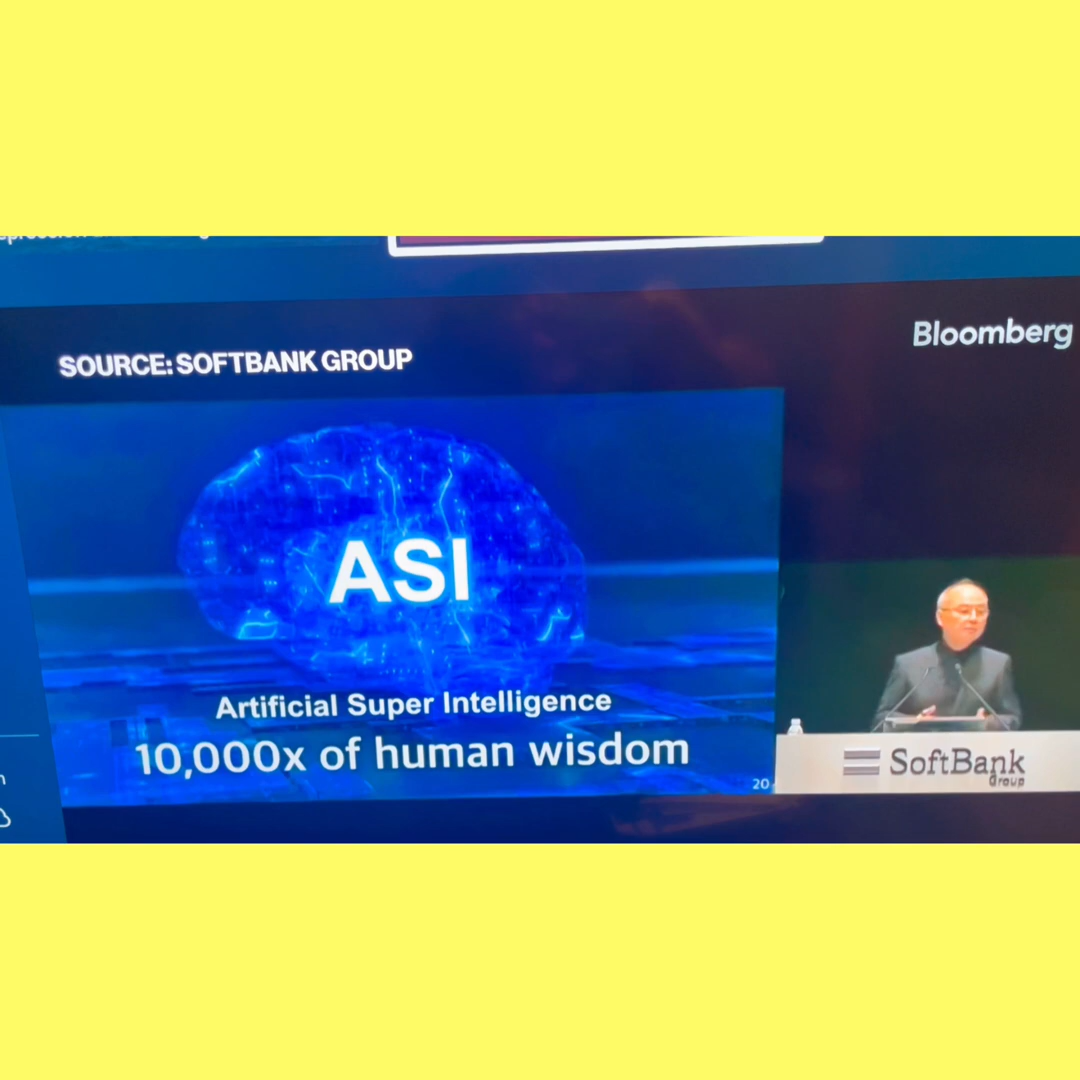 Bloomberg
SOURCE: SOFTBANK GROUP
ASI
Artificial Super Intelligence
10,000x of human wisdom
20
SoftBank
Group